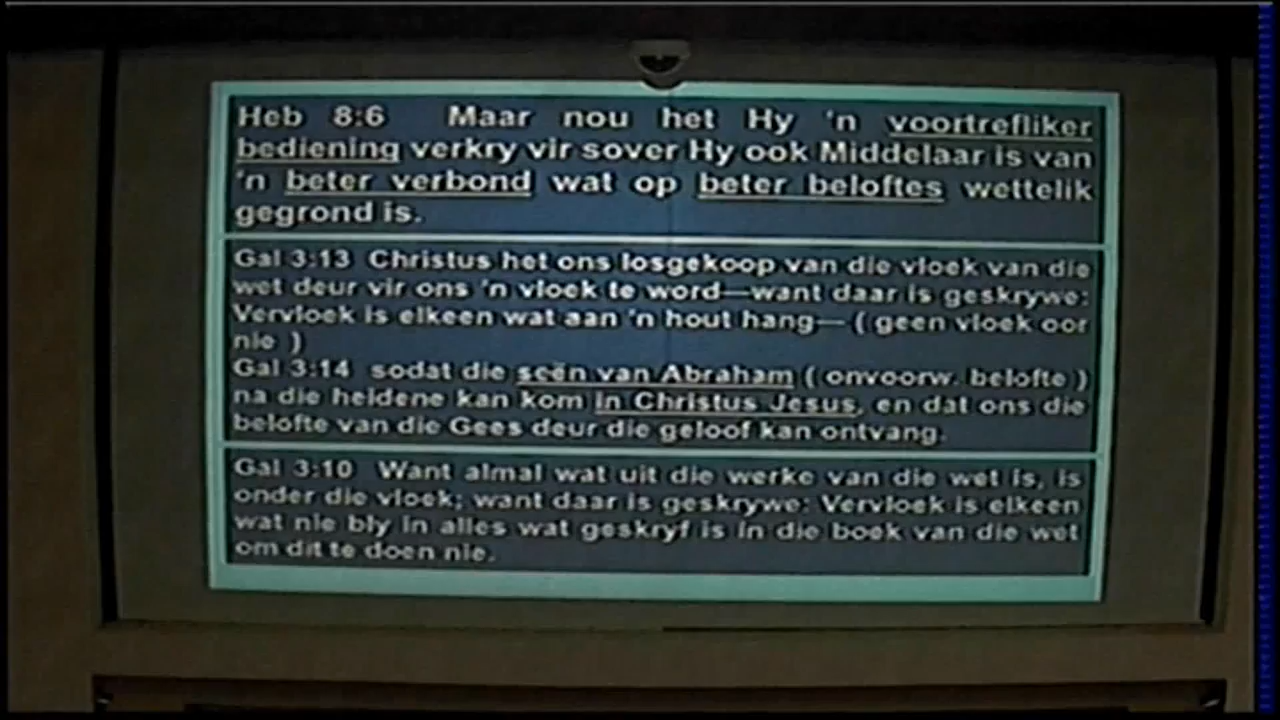 Heb 8:6 Maar nou het Hy 'n voortrefliker
bediening verkry vir sover Hy ook Middelaar is van
'n beter verbond wat op beter beloftes wettelik
gegrond is.
Gal 3:13 Christus het ons losgekoop van die vloek van die
wet deur vir ons 'n vloek te word—want daar is geskrywe:
Vervloek is elkeen wat aan 'n hout hang— ( geen vloek oor
nie )
Gal 3:14 sodat die seën van Abraham ( onvoorw. belofte )
na die heidene kan kom in Christus Jesus, en dat ons die
belofte van die Gees deur die geloof kan ontvang.
Gal 3:10 Want almal wat uit die werke van die wet is, is
onder die vloek; want daar is geskrywe: Vervloek is elkeen
wat nie bly in alles wat geskryf is in die boek van die wet
om dit te doen nie.